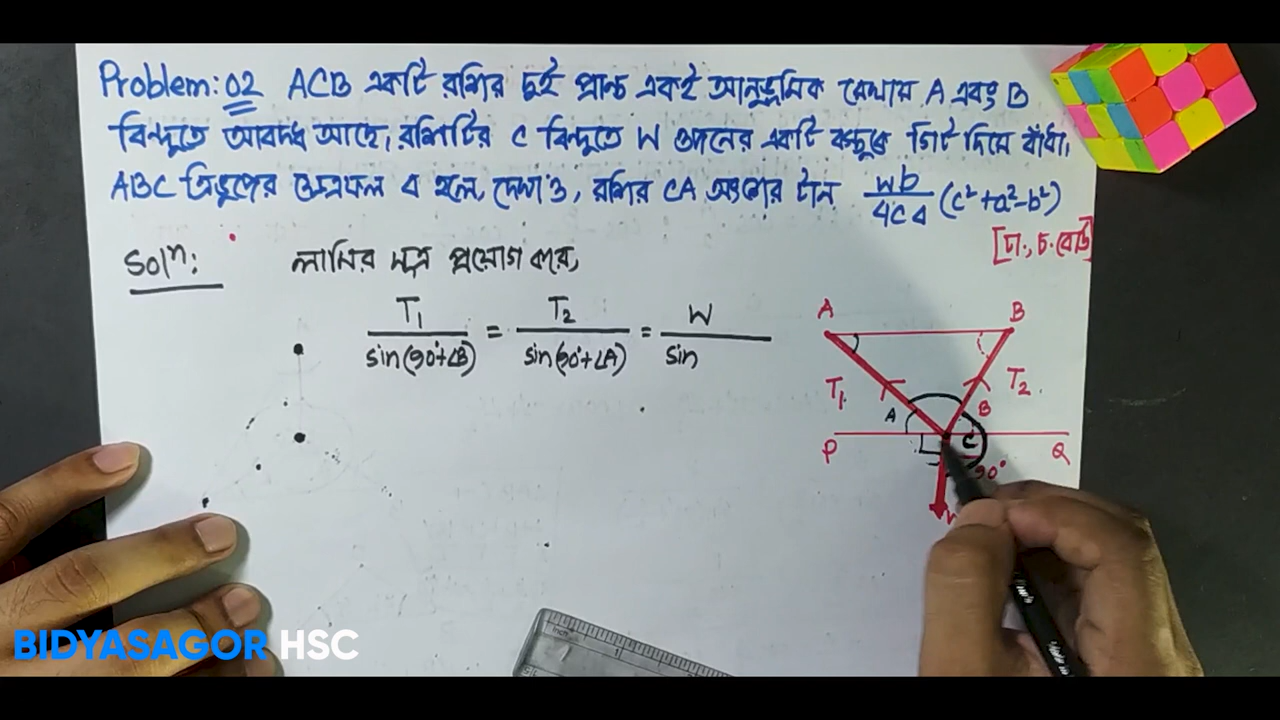 Problem: 02 ACB একটি রশির দুই প্রান্ত একই আনুভূমিক রেখায় A এবং B
বিন্দুতে আবদ্ধ আছে, রশিটির C বিন্দুতে W ওজনের একটি বস্তুকে গিট দিয়ে বাঁধা,
ABC ত্রিভুজের ক্ষেত্রফল ∆ হলে, দেখাও, রশির CA অংশের টান Wb/4c∆ (c²+a²-b²)
[ঢা., চ. বোর্ড]
Solⁿ: লামির সূত্র প্রয়োগ করে,
T₁/sin(90°+∠B) = T₂/sin(90°+∠A) = W/sin
A B
T₁ T₂
A B
P C Q
90°
W
BIDYASAGOR HSC